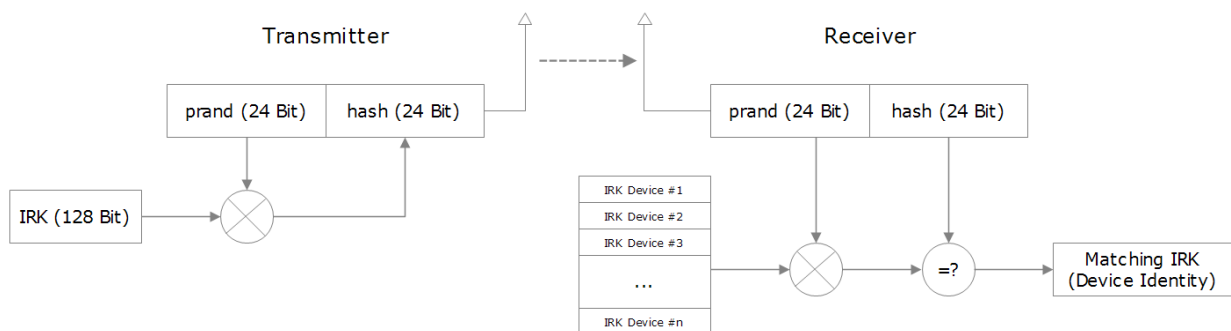 Transmitter
Receiver
prand (24 Bit)
hash (24 Bit)
prand (24 Bit)
hash (24 Bit)
IRK (128 Bit)
IRK Device #1
IRK Device #2
IRK Device #3
...
IRK Device #n
=?
Matching IRK
(Device Identity)